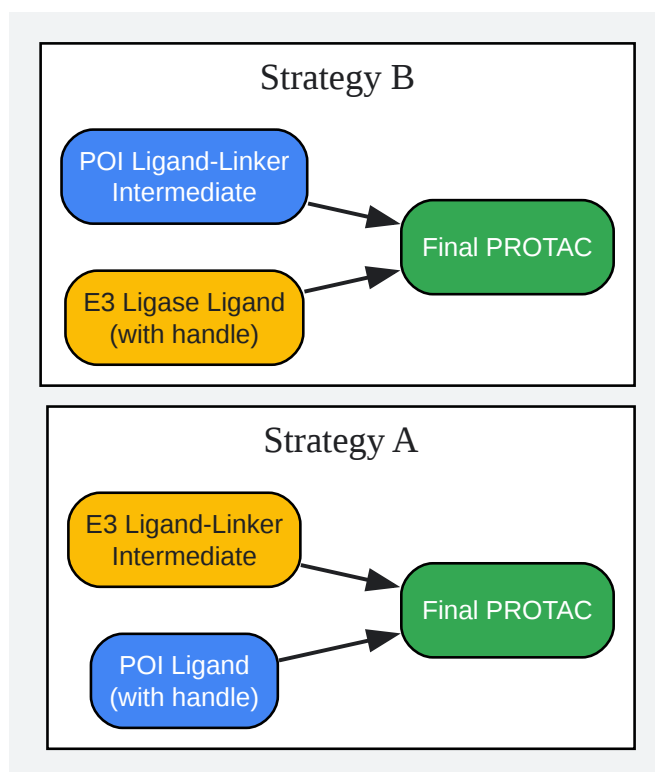 Strategy B
POI Ligand-Linker
Intermediate
Final PROTAC
E3 Ligase Ligand
(with handle)
Strategy A
E3 Ligand-Linker
Intermediate
Final PROTAC
POI Ligand
(with handle)